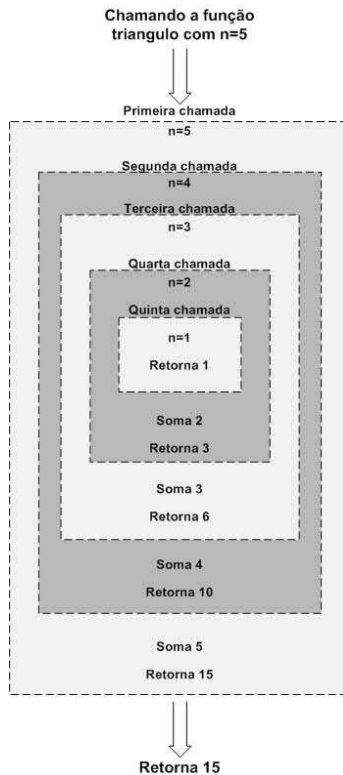 Chamando a função
triangulo com n=5
Primeira chamada
n=5
Segunda chamada
n=4
Terceira chamada
n=3
Quarta chamada
n=2
Quinta chamada
n=1
Retorna 1
Soma 2
Retorna 3
Soma 3
Retorna 6
Soma 4
Retorna 10
Soma 5
Retorna 15
Retorna 15